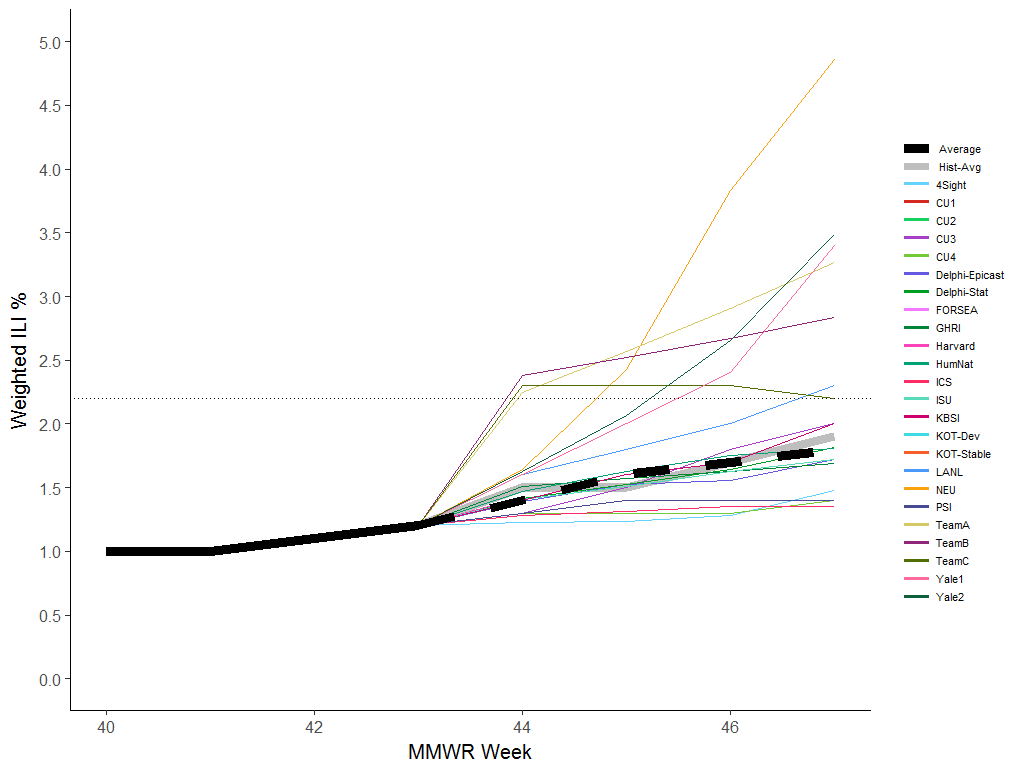 5.0
4.5
4.0
3.5
3.0
2.5
2.0
1.5
1.0
0.5
0.0
Weighted ILI %
40
42
44
46
MMWR Week
Average
Hist-Avg
4Sight
CU1
CU2
CU3
CU4
Delphi-Epicast
Delphi-Stat
FORSEA
GHRI
Harvard
HumNat
ICS
ISU
KBSI
KOT-Dev
KOT-Stable
LANL
NEU
PSI
TeamA
TeamB
TeamC
Yale1
Yale2